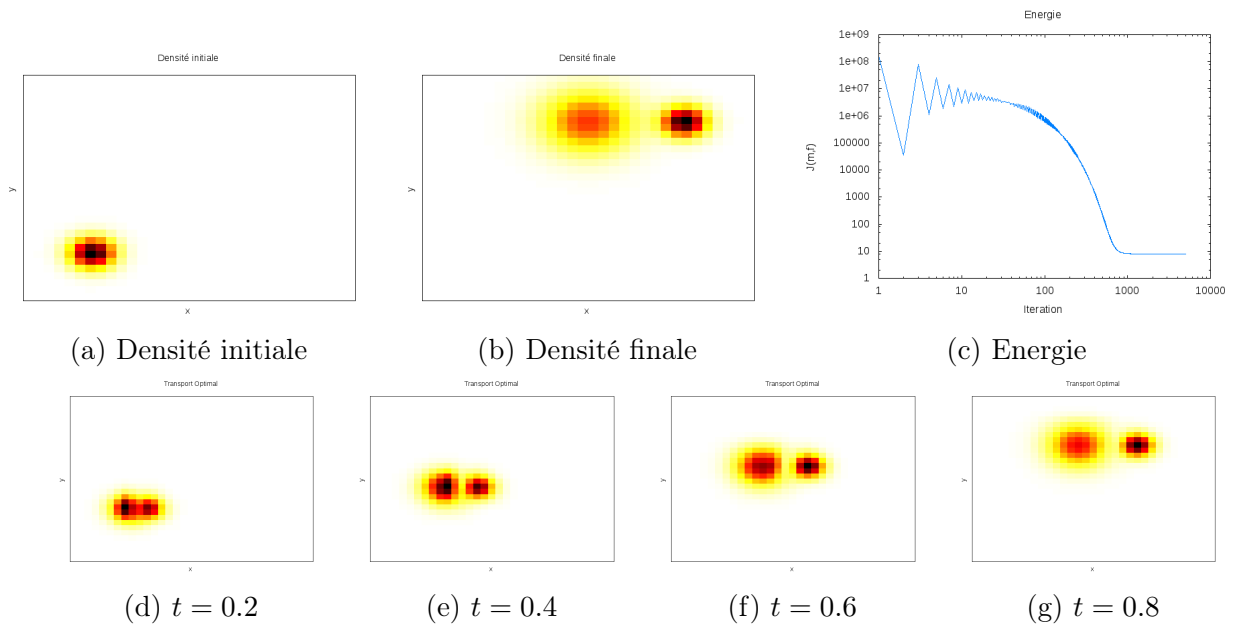 Densité initiale
y
x
(a) Densité initiale
Densité finale
y
x
(b) Densité finale
Energie
1e+09
1e+08
1e+07
1e+06
100000
10000
1000
100
10
1
J(m,f)
1 10 100 1000 10000
Iteration
(c) Energie
Transport Optimal
y
x
(d) t = 0.2
Transport Optimal
y
x
(e) t = 0.4
Transport Optimal
y
x
(f) t = 0.6
Transport Optimal
y
x
(g) t = 0.8